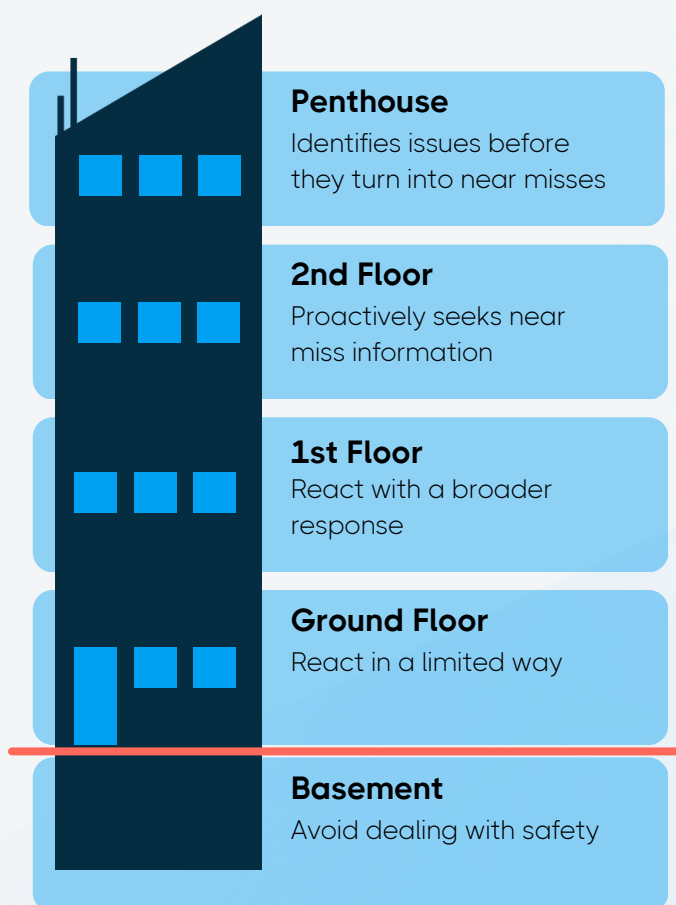 Penthouse
Identifies issues before
they turn into near misses
2nd Floor
Proactively seeks near
miss information
1st Floor
React with a broader
response
Ground Floor
React in a limited way
Basement
Avoid dealing with safety